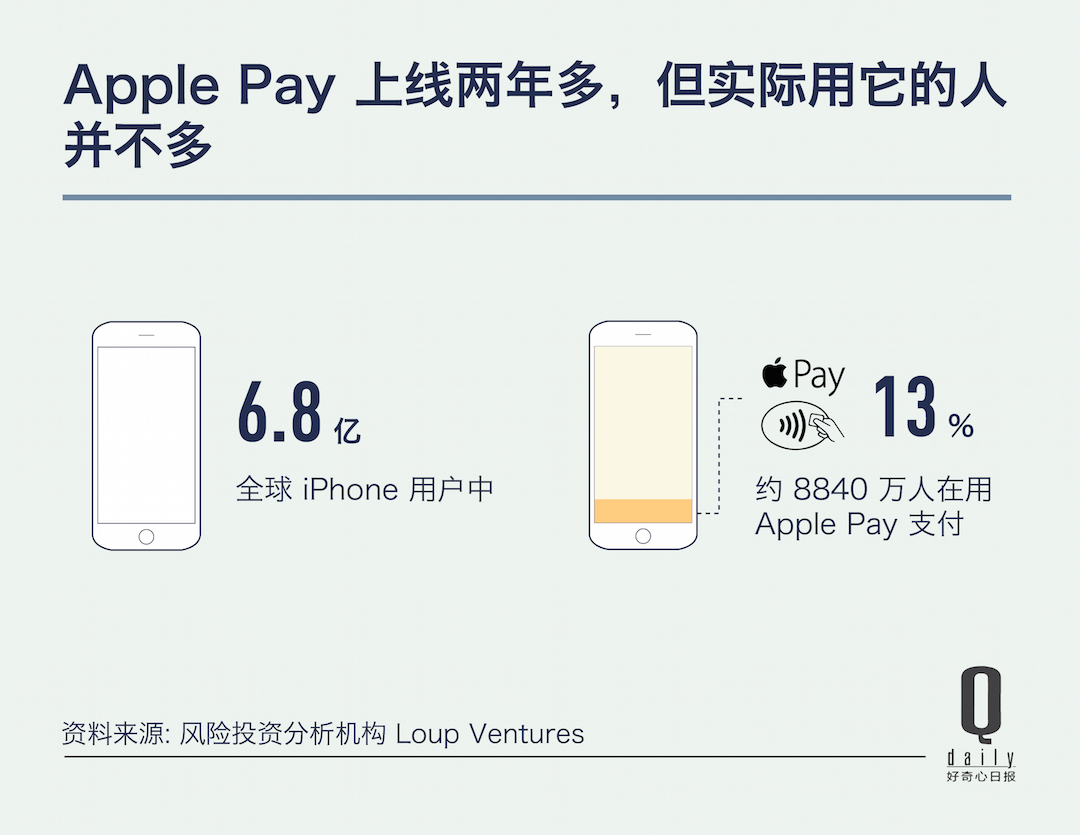 Apple Pay 上线两年多，但实际用它的人
并不多
6.8 亿
全球 iPhone 用户中
Pay
13 %
约 8840 万人在用
Apple Pay 支付
资料来源: 风险投资分析机构 Loup Ventures
Q
daily
好奇心日报